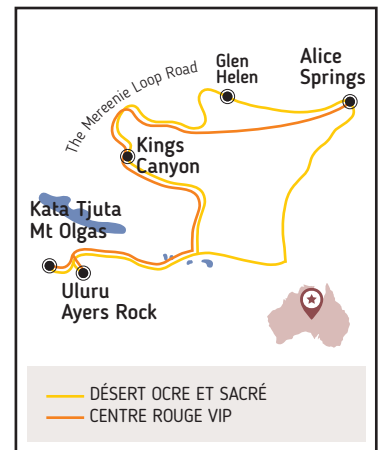 Glen
Helen
Alice
Springs
The Mereenie Loop Road
Kings
Canyon
Kata Tjuta
Mt Olgas
Uluru
Ayers Rock
DÉSERT OCRE ET SACRÉ
CENTRE ROUGE VIP